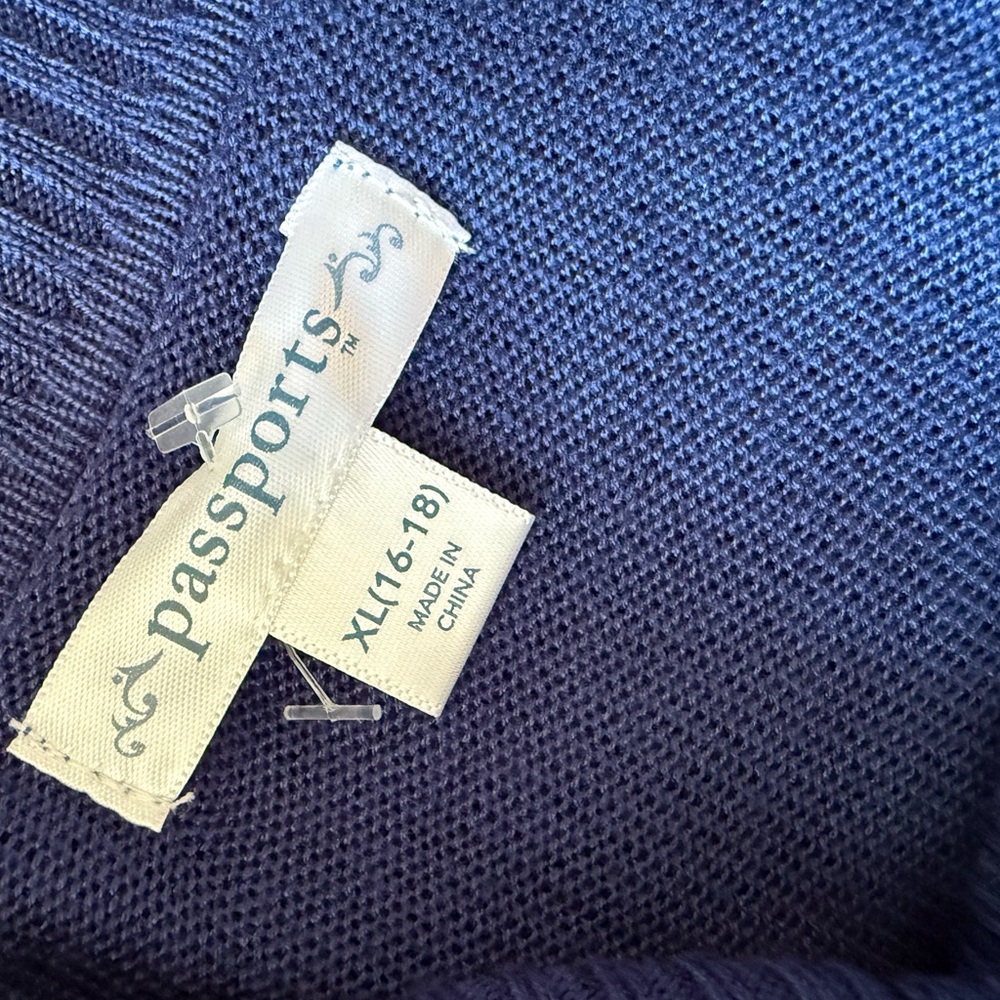 passports™
XL(16-18)
MADE IN
CHINA